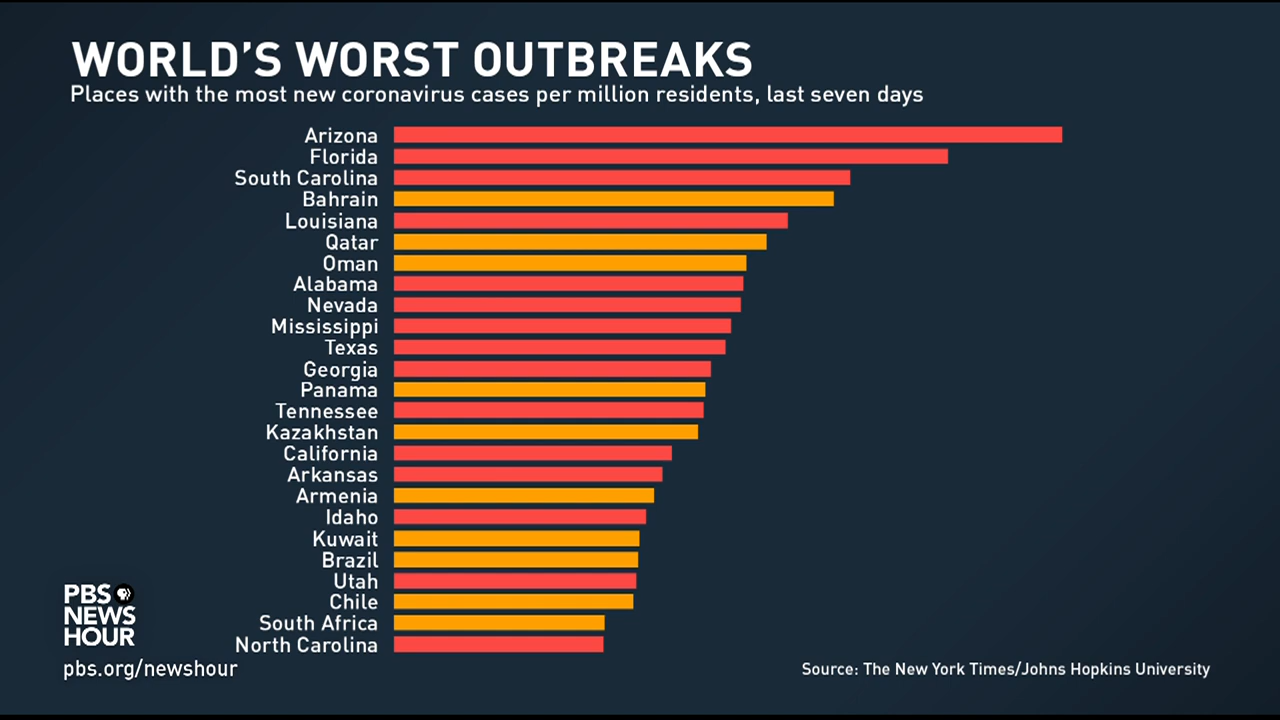 WORLD'S WORST OUTBREAKS
Places with the most new coronavirus cases per million residents, last seven days
Arizona
Florida
South Carolina
Bahrain
Louisiana
Qatar
Oman
Alabama
Nevada
Mississippi
Texas
Georgia
Panama
Tennessee
Kazakhstan
California
Arkansas
Armenia
Idaho
Kuwait
Brazil
Utah
Chile
South Africa
North Carolina
PBS
NEWS
HOUR
pbs.org/newshour
Source: The New York Times/Johns Hopkins University